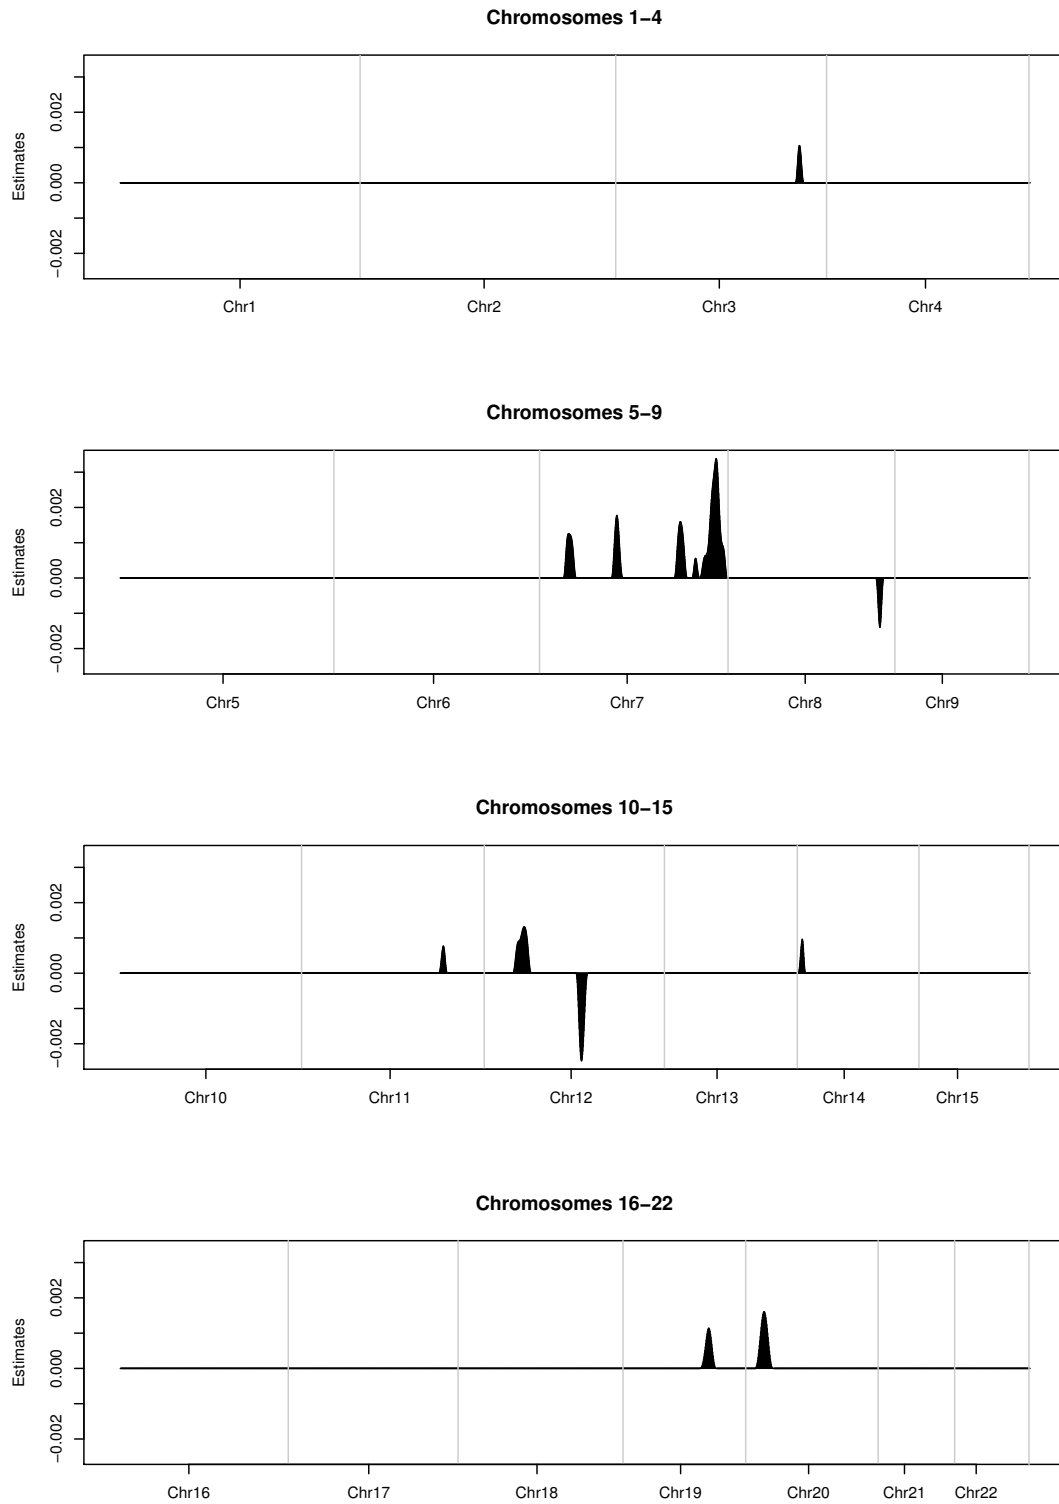 Chromosomes 1−4
Estimates
0.002
0.000
−0.002
Chr1 Chr2 Chr3 Chr4
Chromosomes 5−9
Estimates
0.002
0.000
−0.002
Chr5 Chr6 Chr7 Chr8 Chr9
Chromosomes 10−15
Estimates
0.002
0.000
−0.002
Chr10 Chr11 Chr12 Chr13 Chr14 Chr15
Chromosomes 16−22
Estimates
0.002
0.000
−0.002
Chr16 Chr17 Chr18 Chr19 Chr20 Chr21 Chr22